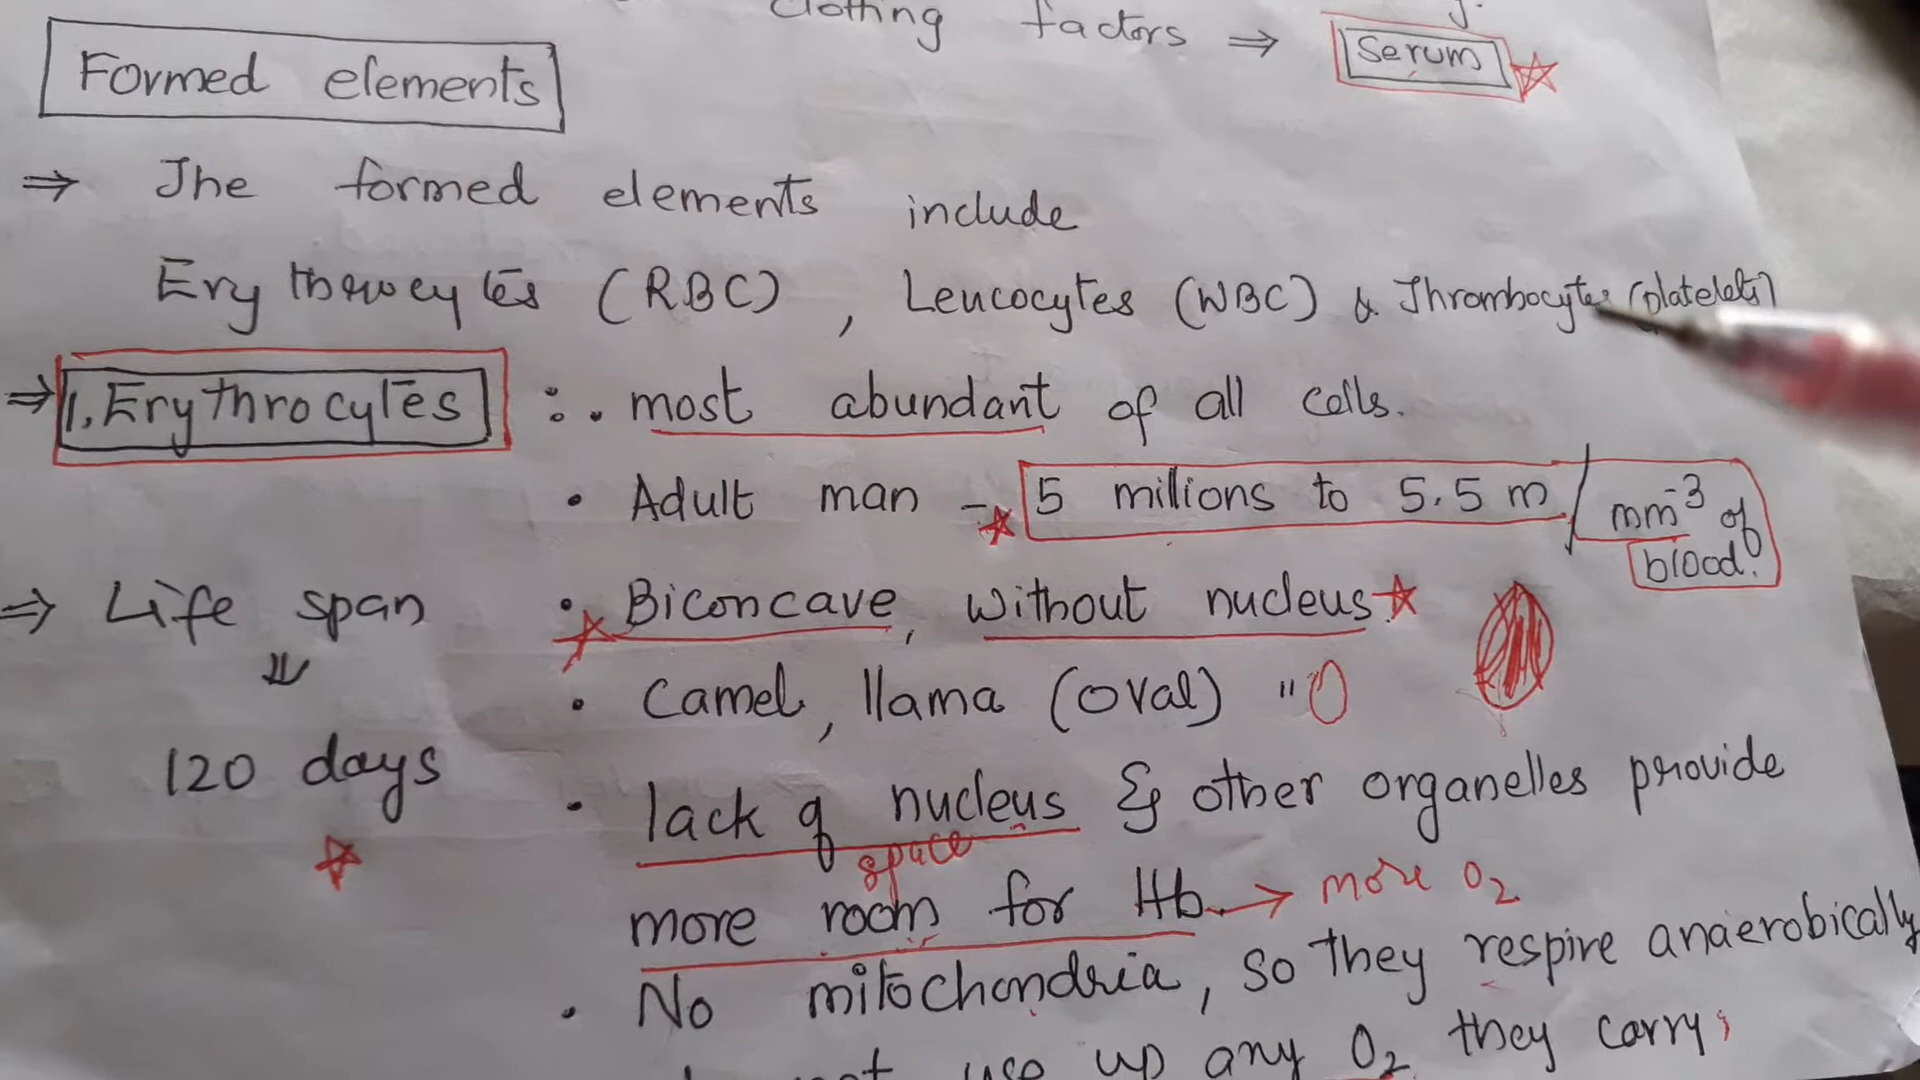 Clotting factors ⇒ Serum
Formed elements
⇒ The formed elements include
Erythrocytes (RBC), Leucocytes (WBC) & Thrombocytes (platelets)
⇒ 1. Erythrocytes : • most abundant of all cells.
• Adult man - 5 millions to 5.5 m / mm⁻³ of
blood.
⇒ Life span
⇓
120 days
• Biconcave, without nucleus.
• Camel, llama (oval) "0
• lack of nucleus & other organelles provide
space
more room for Hb. → more O₂
• No mitochondria, so they respire anaerobically
use up any O₂ they carry;